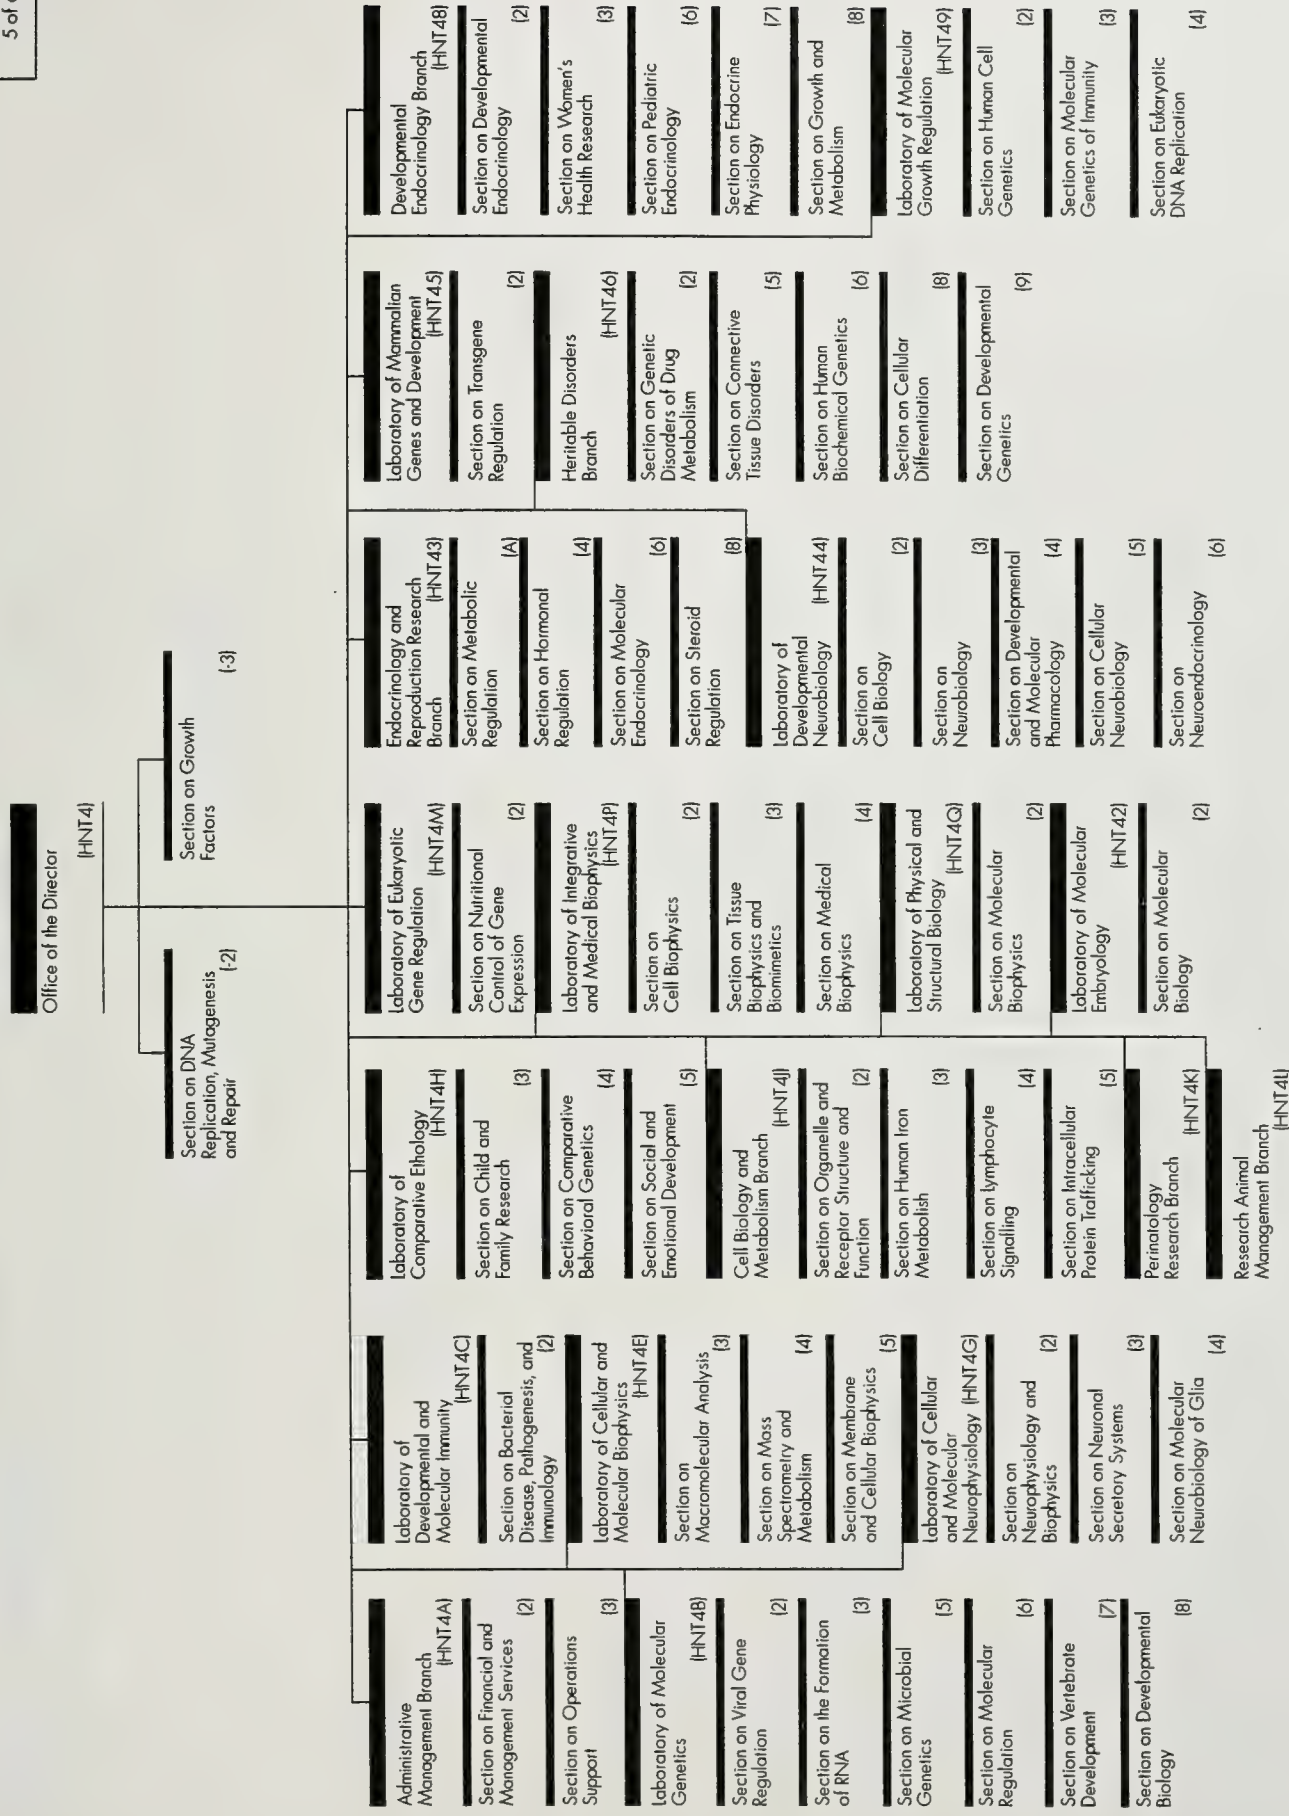 5 of
Office of the Director
(HNT4)
Section on DNA
Replication, Mutagenesis
and Repair
(-2)
Section on Growth
Factors
(-3)
Administrative
Management Branch
(HNT4A)
Section on Financial and
Management Services
(2)
Section on Operations
Support
(3)
Laboratory of Molecular
Genetics
(HNT4B)
Section on Viral Gene
Regulation
(2)
Section on the Formation
of RNA
(3)
Section on Microbial
Genetics
(5)
Section on Molecular
Regulation
(6)
Section on Vertebrate
Development
(7)
Section on Developmental
Biology
(8)
Laboratory of
Developmental and
Molecular Immunity
(HNT4C)
Section on Bacterial
Disease, Pathogenesis, and
Immunology
(2)
Laboratory of Cellular and
Molecular Biophysics
(HNT4E)
Section on
Macromolecular Analysis
(3)
Section on Mass
Spectrometry and
Metabolism
(4)
Section on Membrane
and Cellular Biophysics
(5)
Laboratory of Cellular
and Molecular
Neurophysiology (HNT4G)
Section on
Neurophysiology and
Biophysics
(2)
Section on Neuronal
Secretory Systems
(3)
Section on Molecular
Neurobiology of Glia
(4)
Laboratory of
Comparative Ethology
(HNT4H)
Section on Child and
Family Research
(3)
Section on Comparative
Behavioral Genetics
(4)
Section on Social and
Emotional Development
(5)
Cell Biology and
Metabolism Branch
(HNT4J)
Section on Organelle and
Receptor Structure and
Function
(2)
Section on Human Iron
Metabolish
(3)
Section on Lymphocyte
Signalling
(4)
Section on Intracellular
Protein Trafficking
(5)
Perinatology
Research Branch
(HNT4K)
Research Animal
Management Branch
(HNT4L)
Laboratory of Eukaryotic
Gene Regulation
(HNT4M)
Section on Nutritional
Control of Gene
Expression
(2)
Laboratory of Integrative
and Medical Biophysics
(HNT4P)
Section on
Cell Biophysics
(2)
Section on Tissue
Biophysics and
Biomimetics
(3)
Section on Medical
Biophysics
(4)
Laboratory of Physical and
Structural Biology
(HNT4Q)
Section on Molecular
Biophysics
(2)
Laboratory of Molecular
Embryology
(HNT42)
Section on Molecular
Biology
(2)
Endocrinology and
Reproduction Research
Branch
(HNT43)
Section on Metabolic
Regulation
(A)
Section on Hormonal
Regulation
(4)
Section on Molecular
Endocrinology
(6)
Section on Steroid
Regulation
(8)
Laboratory of
Developmental
Neurobiology
(HNT44)
Section on
Cell Biology
(2)
Section on
Neurobiology
(3)
Section on Developmental
and Molecular
Pharmacology
(4)
Section on Cellular
Neurobiology
(5)
Section on
Neuroendocrinology
(6)
Laboratory of Mammalian
Genes and Development
(HNT45)
Section on Transgene
Regulation
(2)
Heritable Disorders
Branch
(HNT46)
Section on Genetic
Disorders of Drug
Metabolism
(2)
Section on Connective
Tissue Disorders
(5)
Section on Human
Biochemical Genetics
(6)
Section on Cellular
Differentiation
(8)
Section on Developmental
Genetics
(9)
Developmental
Endocrinology Branch
(HNT48)
Section on Developmental
Endocrinology
(2)
Section on Women's
Health Research
(3)
Section on Pediatric
Endocrinology
(6)
Section on Endocrine
Physiology
(7)
Section on Growth and
Metabolism
(8)
Laboratory of Molecular
Growth Regulation
(HNT49)
Section on Human Cell
Genetics
(2)
Section on Molecular
Genetics of Immunity
(3)
Section on Eukaryotic
DNA Replication
(4)